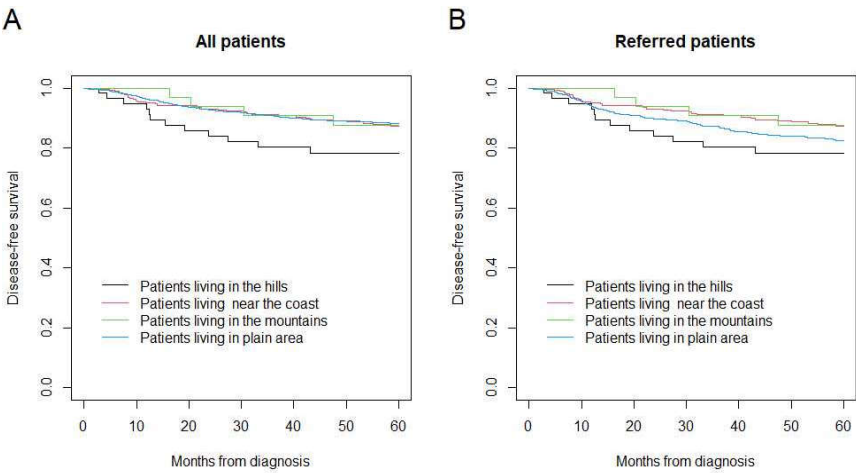 A
All patients
Disease-free survival
1.0
0.8
0.6
0.4
0.2
0.0
Patients living in the hills
Patients living near the coast
Patients living in the mountains
Patients living in plain area
0 10 20 30 40 50 60
Months from diagnosis
B
Referred patients
Disease-free survival
1.0
0.8
0.6
0.4
0.2
0.0
Patients living in the hills
Patients living near the coast
Patients living in the mountains
Patients living in plain area
0 10 20 30 40 50 60
Months from diagnosis